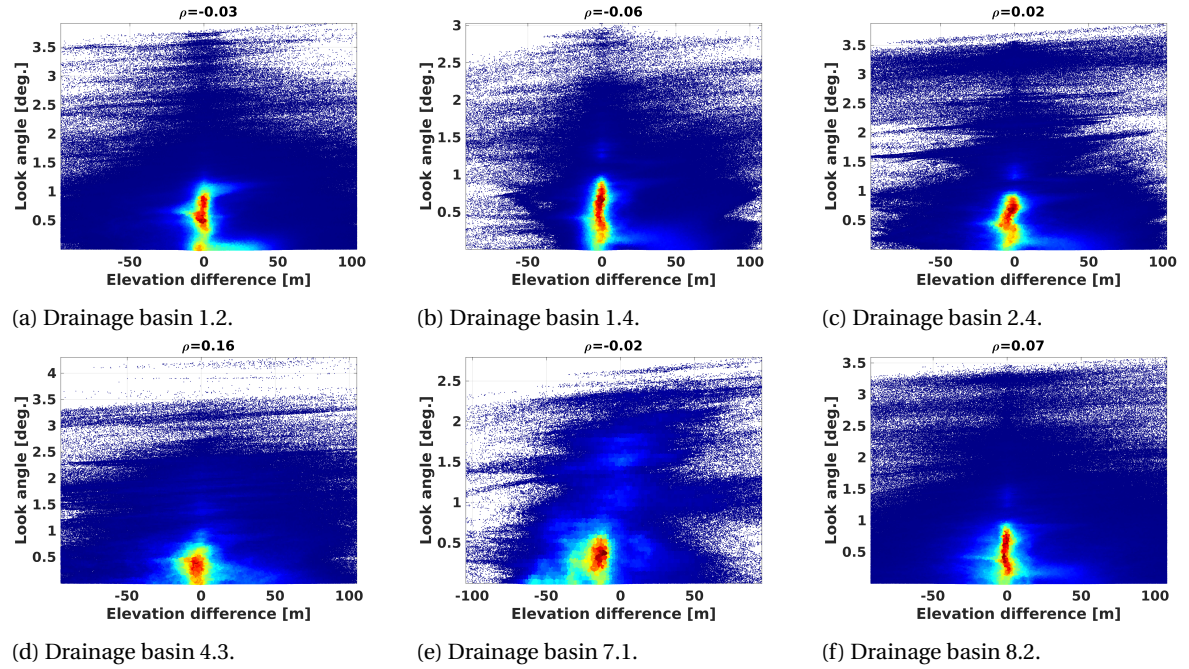 ρ=-0.03
Look angle [deg.]
3.5
3
2.5
2
1.5
1
0.5
-50 0 50 100
Elevation difference [m]
(a) Drainage basin 1.2.
ρ=-0.06
Look angle [deg.]
3
2.5
2
1.5
1
0.5
-50 0 50 100
Elevation difference [m]
(b) Drainage basin 1.4.
ρ=0.02
Look angle [deg.]
3.5
3
2.5
2
1.5
1
0.5
-50 0 50 100
Elevation difference [m]
(c) Drainage basin 2.4.
ρ=0.16
Look angle [deg.]
4
3.5
3
2.5
2
1.5
1
0.5
-50 0 50 100
Elevation difference [m]
(d) Drainage basin 4.3.
ρ=-0.02
Look angle [deg.]
2.5
2
1.5
1
0.5
-100 -50 0 50
Elevation difference [m]
(e) Drainage basin 7.1.
ρ=0.07
Look angle [deg.]
3.5
3
2.5
2
1.5
1
0.5
-50 0 50 100
Elevation difference [m]
(f) Drainage basin 8.2.